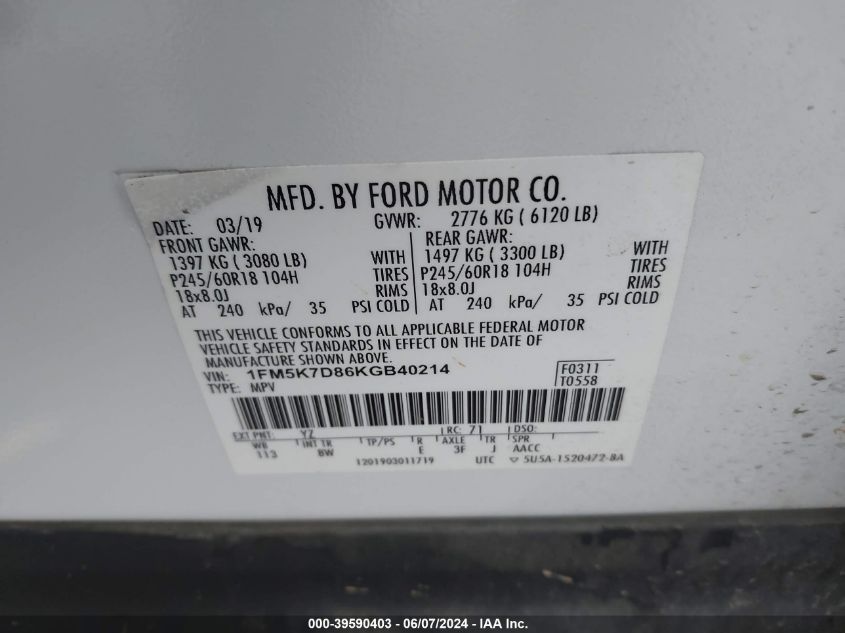 MFD. BY FORD MOTOR CO.
DATE: 03/19 GVWR: 2776 KG ( 6120 LB)
FRONT GAWR: REAR GAWR:
1397 KG ( 3080 LB) WITH 1497 KG ( 3300 LB) WITH
P245/60R18 104H TIRES P245/60R18 104H TIRES
18x8.0J RIMS 18x8.0J RIMS
AT 240 kPa/ 35 PSI COLD AT 240 kPa/ 35 PSI COLD
THIS VEHICLE CONFORMS TO ALL APPLICABLE FEDERAL MOTOR
VEHICLE SAFETY STANDARDS IN EFFECT ON THE DATE OF
MANUFACTURE SHOWN ABOVE.
VIN: 1FM5K7D86KGB40214 F0311
TYPE: MPV T0558
EXT PNT: YZ RC: 71 DSO:
WB INT TR TP/PS R AXLE TR SPR
113 8W E 3F J AACC
1201903011719 UTC ▽ 5U5A-1520472-BA
000-39590403 - 06/07/2024 - IAA Inc.